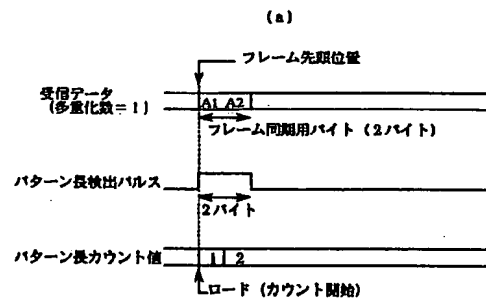 (a)
フレーム先頭位置
受信データ
(多重化数=1)
A1 A2
フレーム同期用バイト (2バイト)
パターン長検出パルス
2バイト
パターン長カウント値
1 2
ロード (カウント開始)